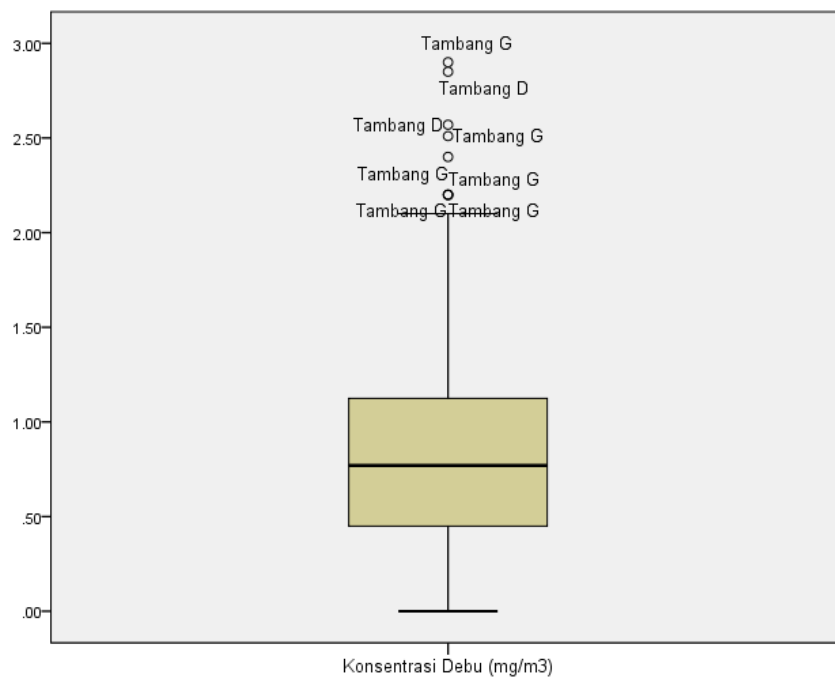 3.00
Tambang G
Tambang D
Tambang D
Tambang G
2.50
Tambang G
Tambang G
Tambang G
Tambang G
2.00
1.50
1.00
.50
.00
Konsentrasi Debu (mg/m3)